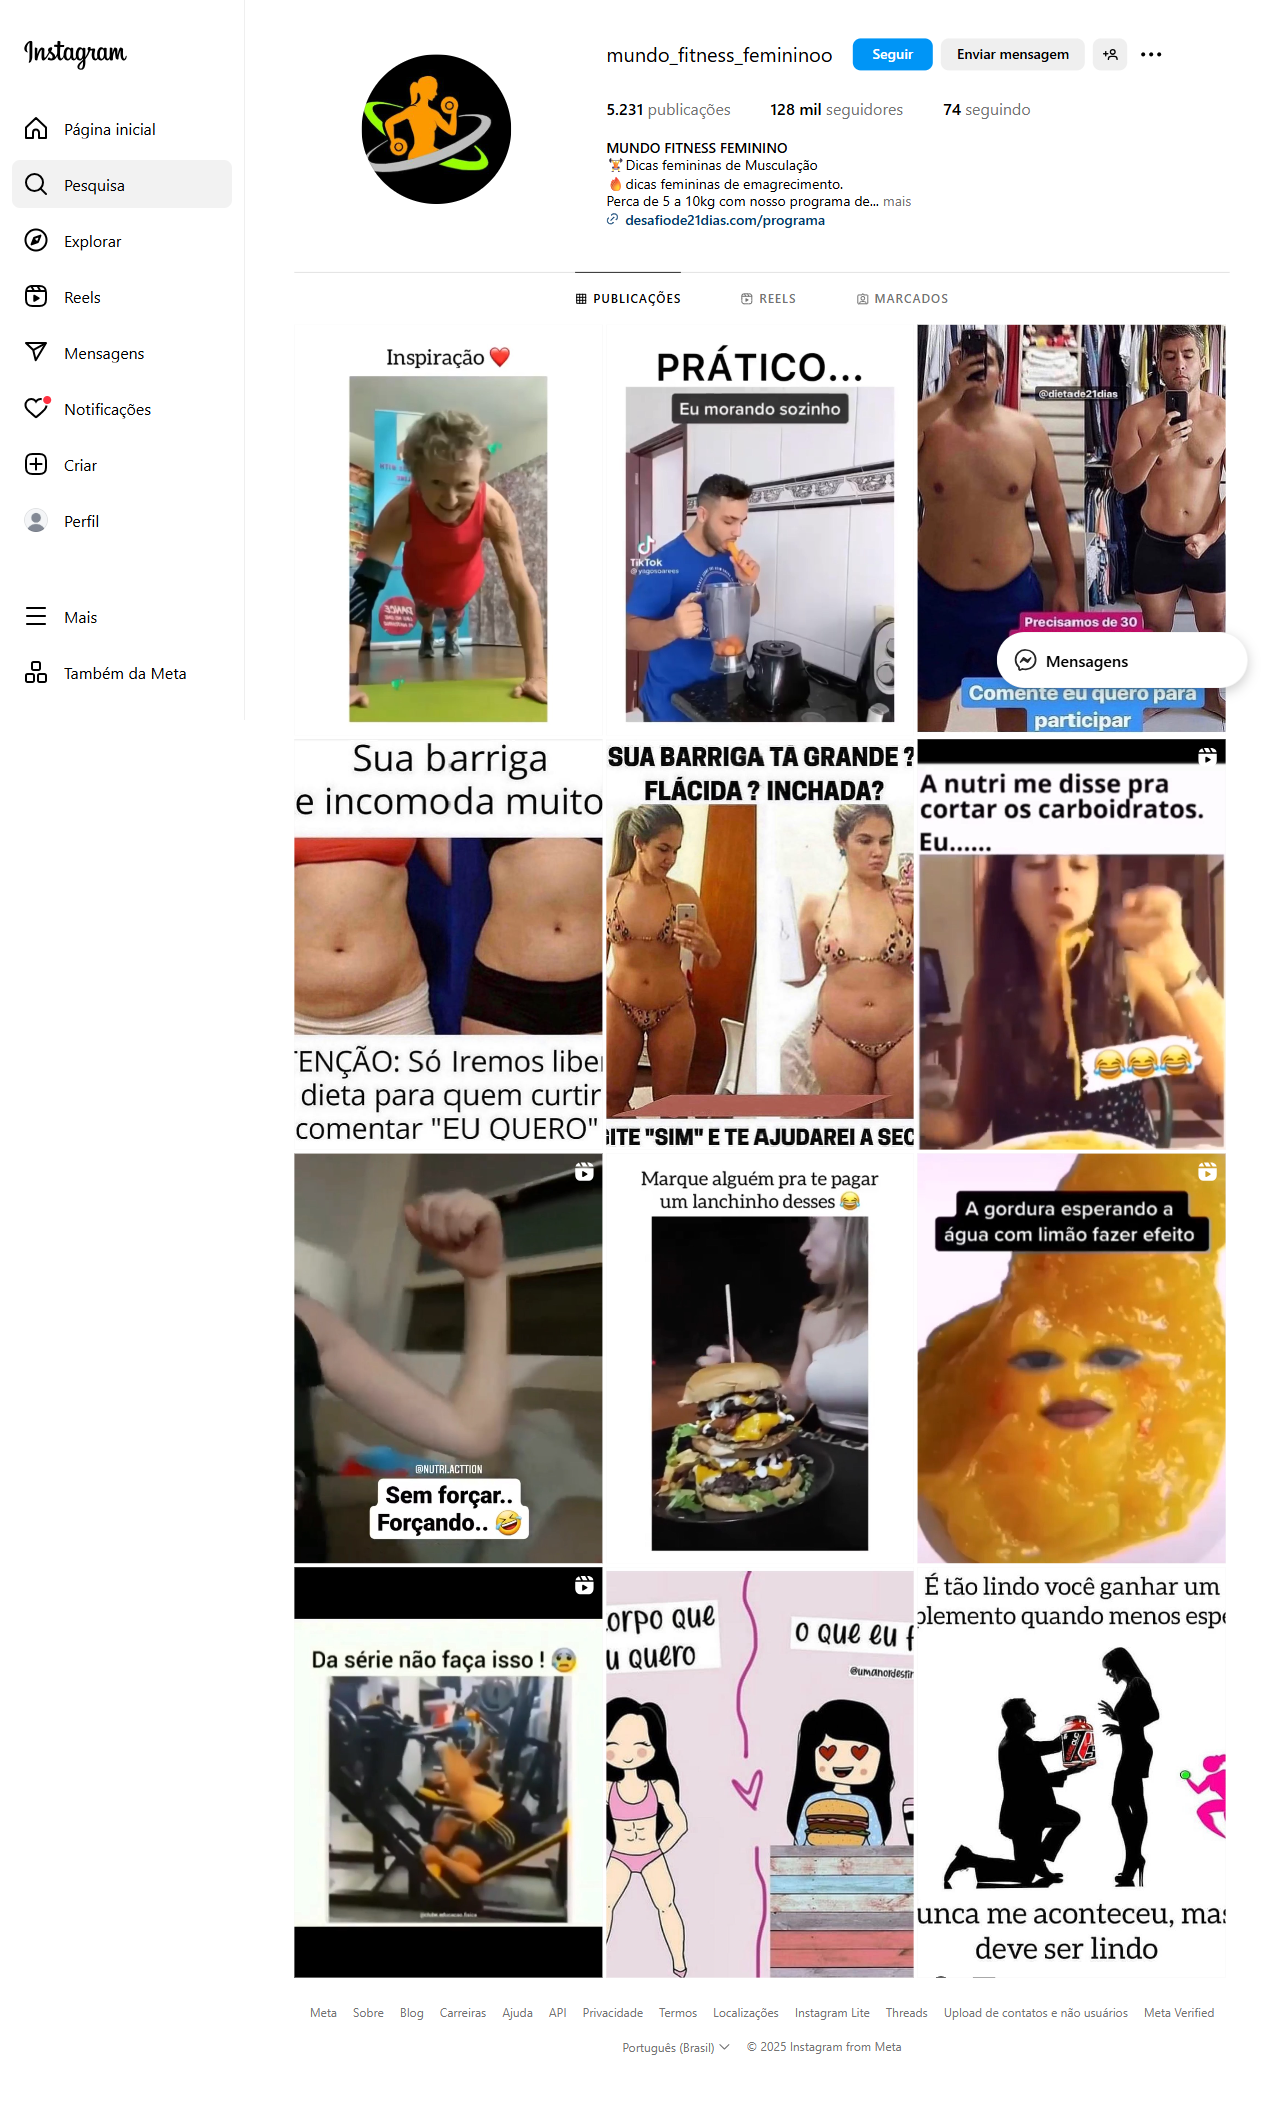 Instagram
Página inicial
Pesquisa
Explorar
Reels
Mensagens
Notificações
Criar
Perfil
Mais
Também da Meta
mundo_fitness_femininoo
Seguir
Enviar mensagem
5.231 publicações
128 mil seguidores
74 seguindo
MUNDO FITNESS FEMININO
🏋Dicas femininas de Musculação
🔥dicas femininas de emagrecimento.
Perca de 5 a 10kg com nosso programa de... mais
desafiode21dias.com/programa
PUBLICAÇÕES
REELS
MARCADOS
Inspiração ❤️
DANCE
PRÁTICO...
Eu morando sozinho
TikTok
@yagosoaress
@dietade21dias
Precisamos de 30
Comente eu quero para
participar
Mensagens
Sua barriga
e incomoda muito
TENÇÃO: Só Iremos liber
dieta para quem curtir
comentar "EU QUERO"
SUA BARRIGA TÁ GRANDE ?
FLÁCIDA ? INCHADA?
GITE "SIM" E TE AJUDAREI A SEC
A nutri me disse pra
cortar os carboidratos.
Eu......
😂😂😂
@NUTRI.ACTTION
Sem forçar..
Forçando.. 🤣
Marque alguém pra te pagar
um lanchinho desses 😂
A gordura esperando a
água com limão fazer efeito
Da série não faça isso ! 😰
ORPO que
u quero
o que eu f
@umanordestin
É tão lindo você ganhar um
plemento quando menos espe
unca me aconteceu, mas
deve ser lindo
Meta
Sobre
Blog
Carreiras
Ajuda
API
Privacidade
Termos
Localizações
Instagram Lite
Threads
Upload de contatos e não usuários
Meta Verified
Português (Brasil)
© 2025 Instagram from Meta